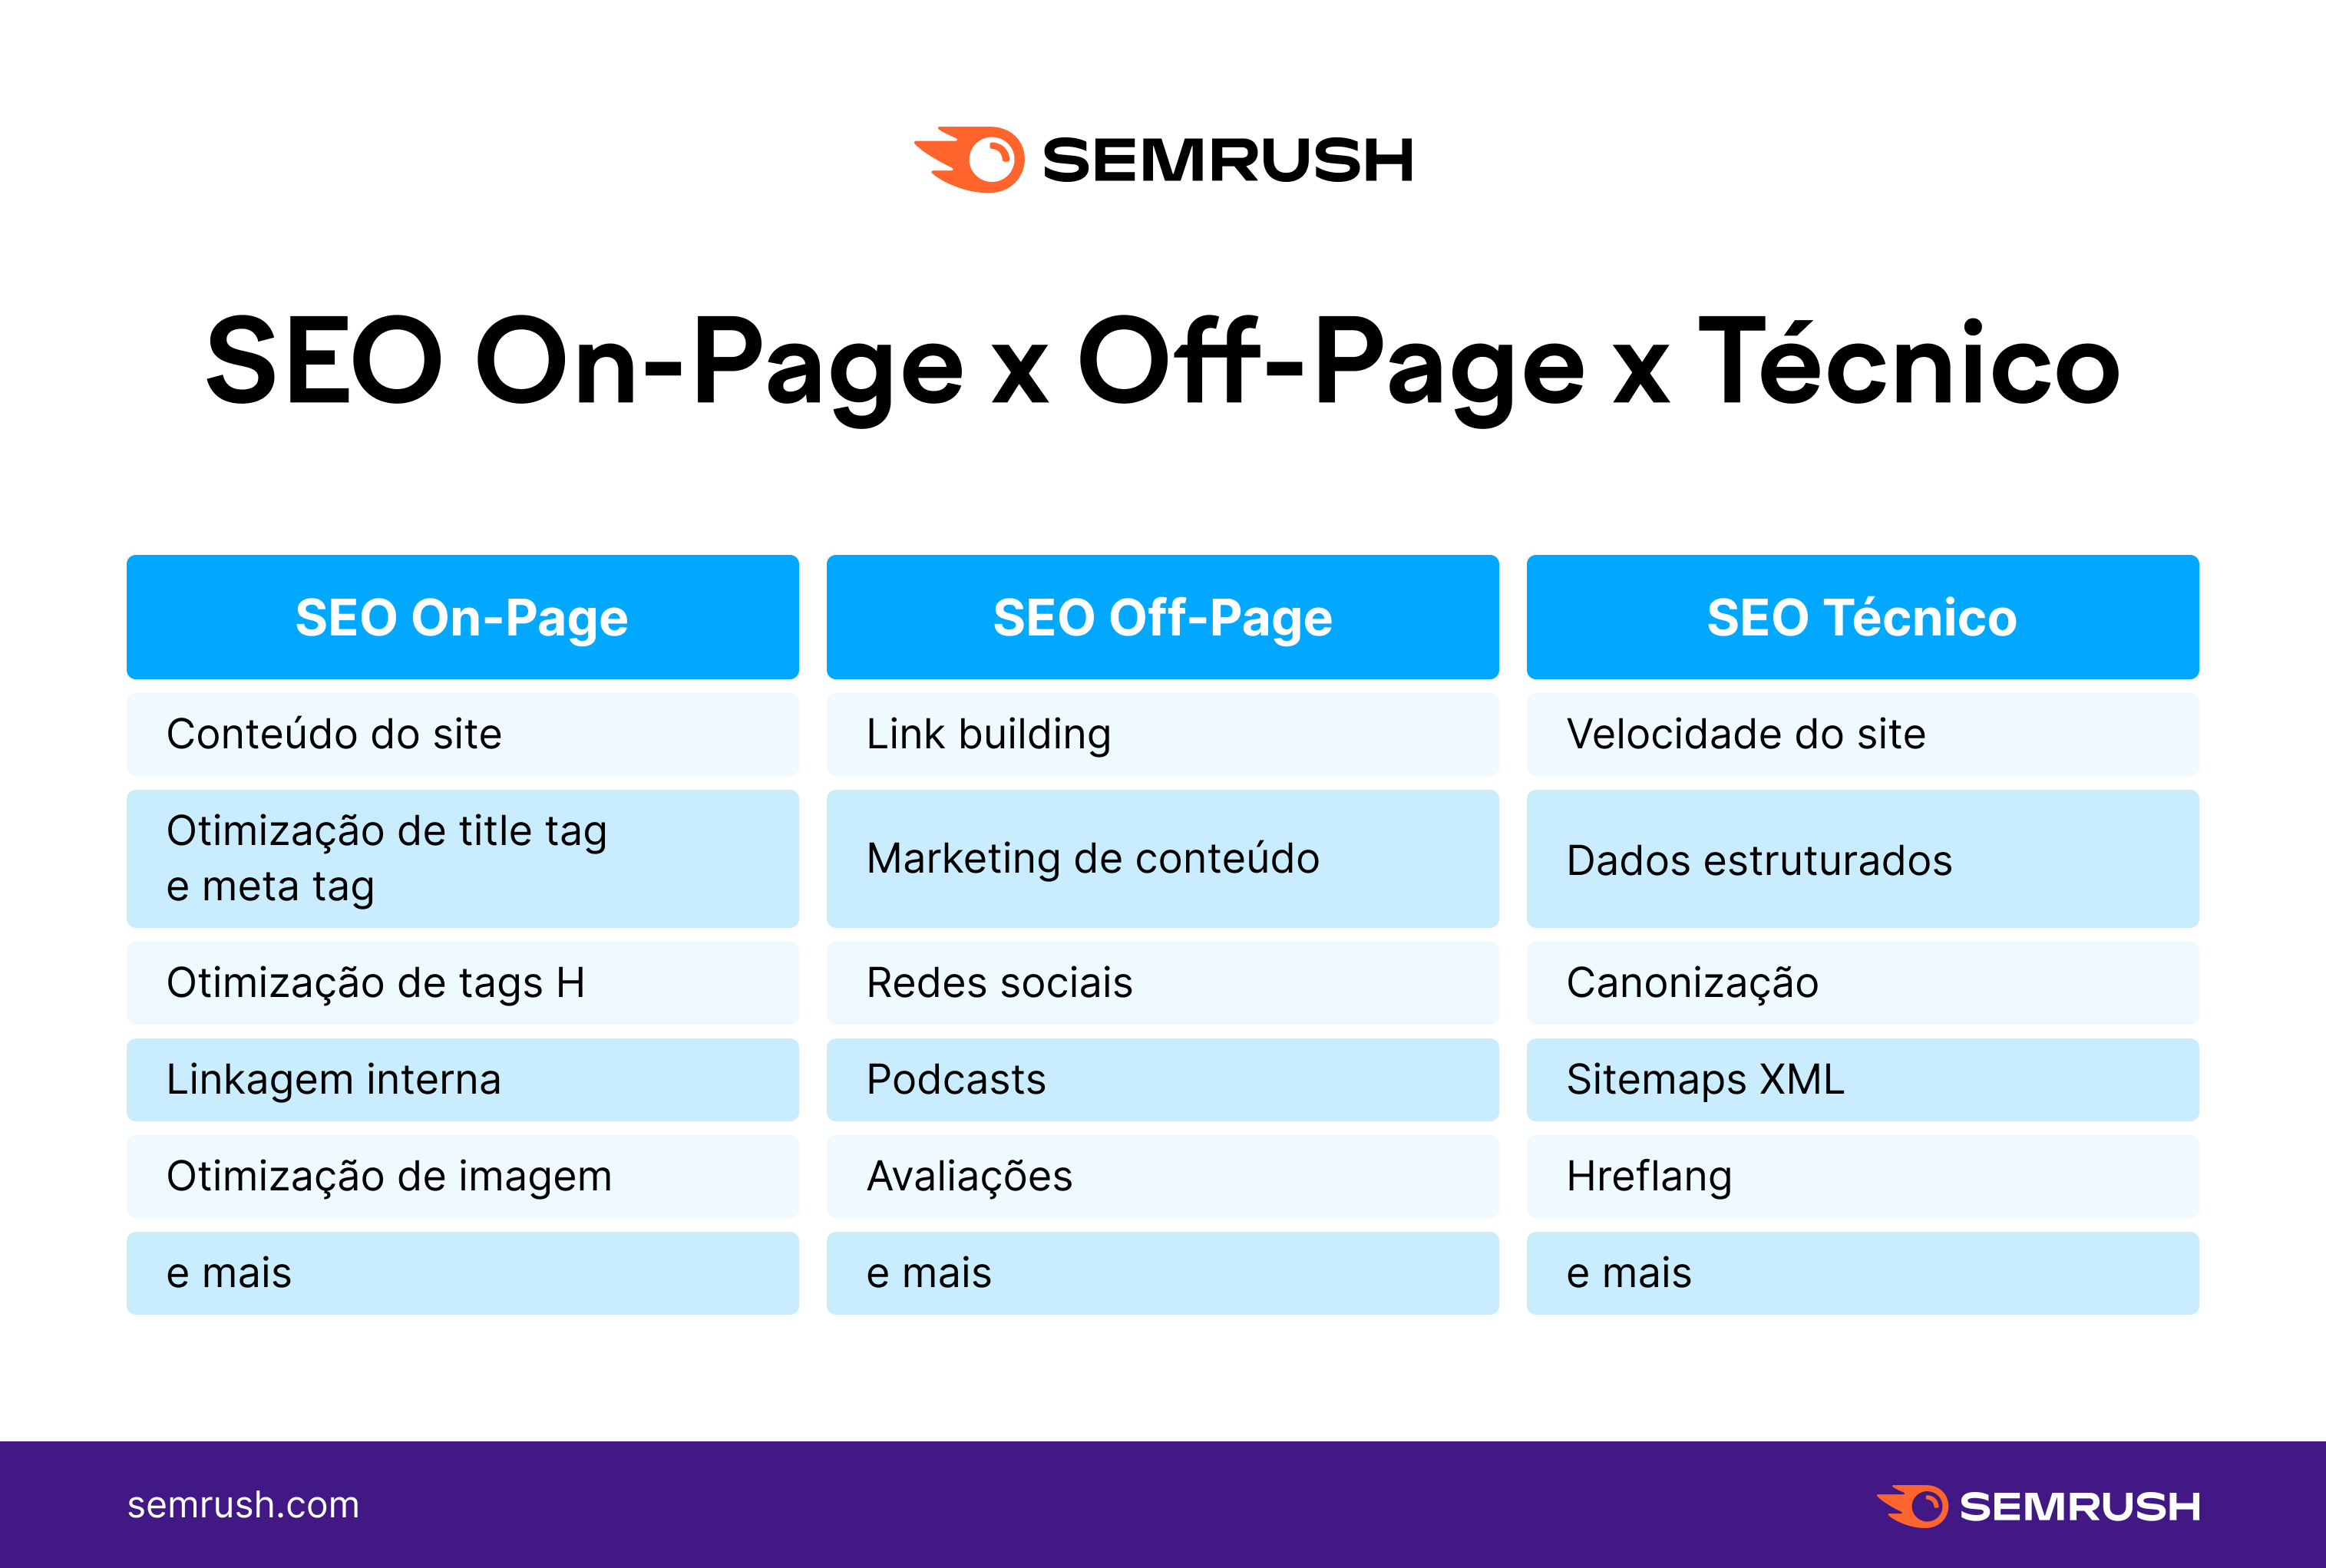 SEMRUSH
SEO On-Page x Off-Page x Técnico
SEO On-Page
SEO Off-Page
SEO Técnico
Conteúdo do site
Link building
Velocidade do site
Otimização de title tag
e meta tag
Marketing de conteúdo
Dados estruturados
Otimização de tags H
Redes sociais
Canonização
Linkagem interna
Podcasts
Sitemaps XML
Otimização de imagem
Avaliações
Hreflang
e mais
e mais
e mais
semrush.com
SEMRUSH